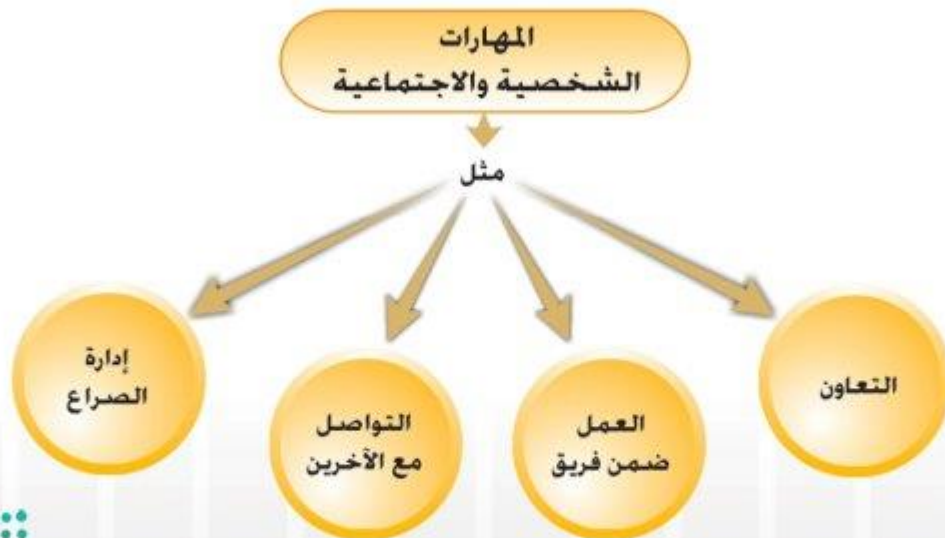 المهارات
الشخصية والاجتماعية
مثل
التعاون
العمل
ضمن فريق
التواصل
مع الآخرين
إدارة
الصراع